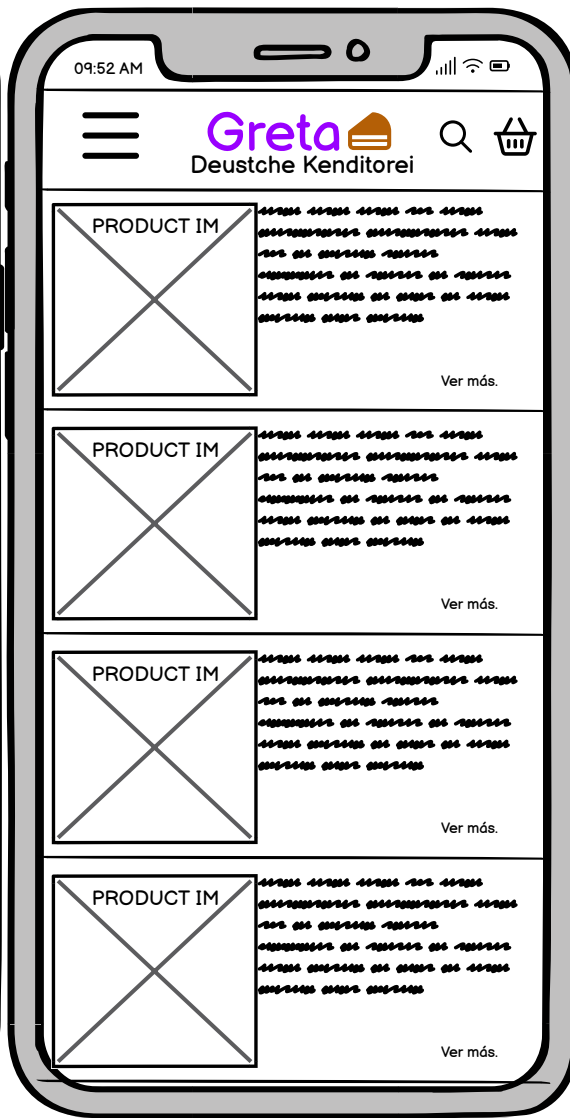 09:52 AM
Greta
Deustche Kenditorei
PRODUCT IM
Ver más.
PRODUCT IM
Ver más.
PRODUCT IM
Ver más.
PRODUCT IM
Ver más.